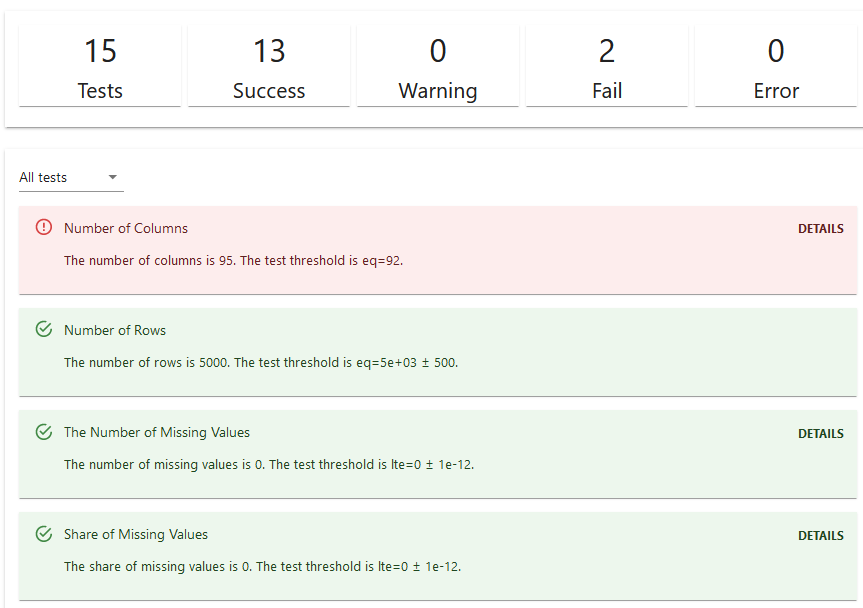 15
Tests
13
Success
0
Warning
2
Fail
0
Error
All tests
Number of Columns
DETAILS
The number of columns is 95. The test threshold is eq=92.
Number of Rows
The number of rows is 5000. The test threshold is eq=5e+03 ± 500.
The Number of Missing Values
DETAILS
The number of missing values is 0. The test threshold is lte=0 ± 1e-12.
Share of Missing Values
DETAILS
The share of missing values is 0. The test threshold is lte=0 ± 1e-12.